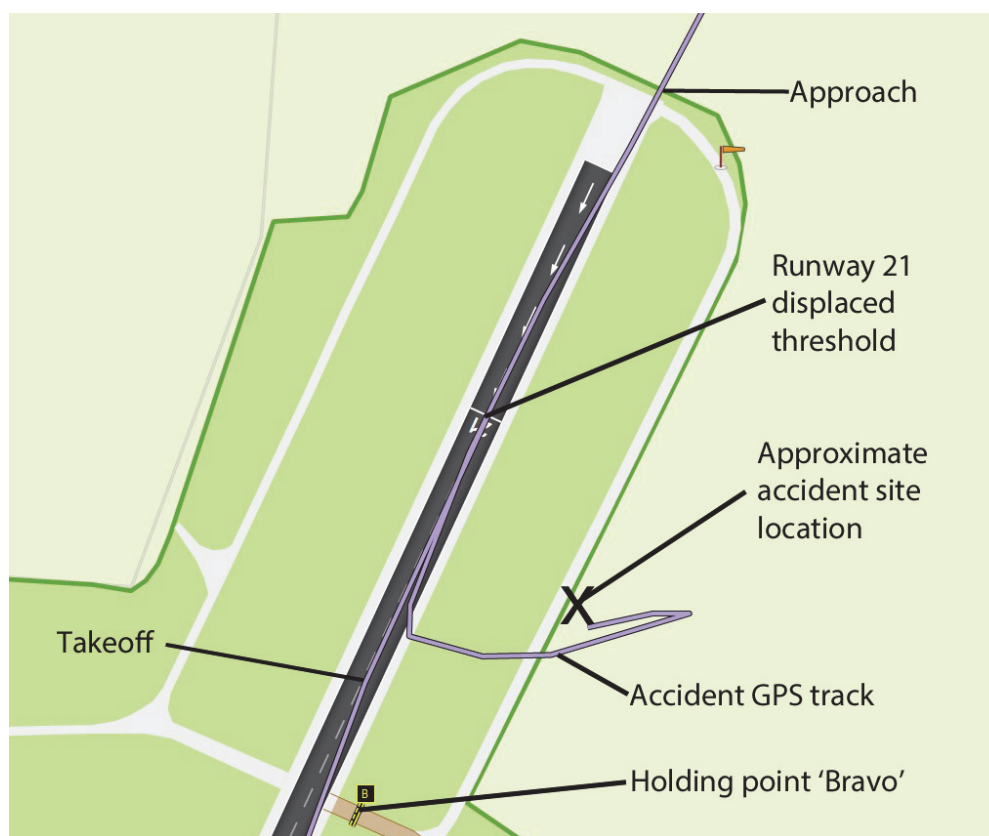 Approach
Runway 21
displaced
threshold
Approximate
accident site
location
X
Takeoff
Accident GPS track
Holding point ‘Bravo’
B